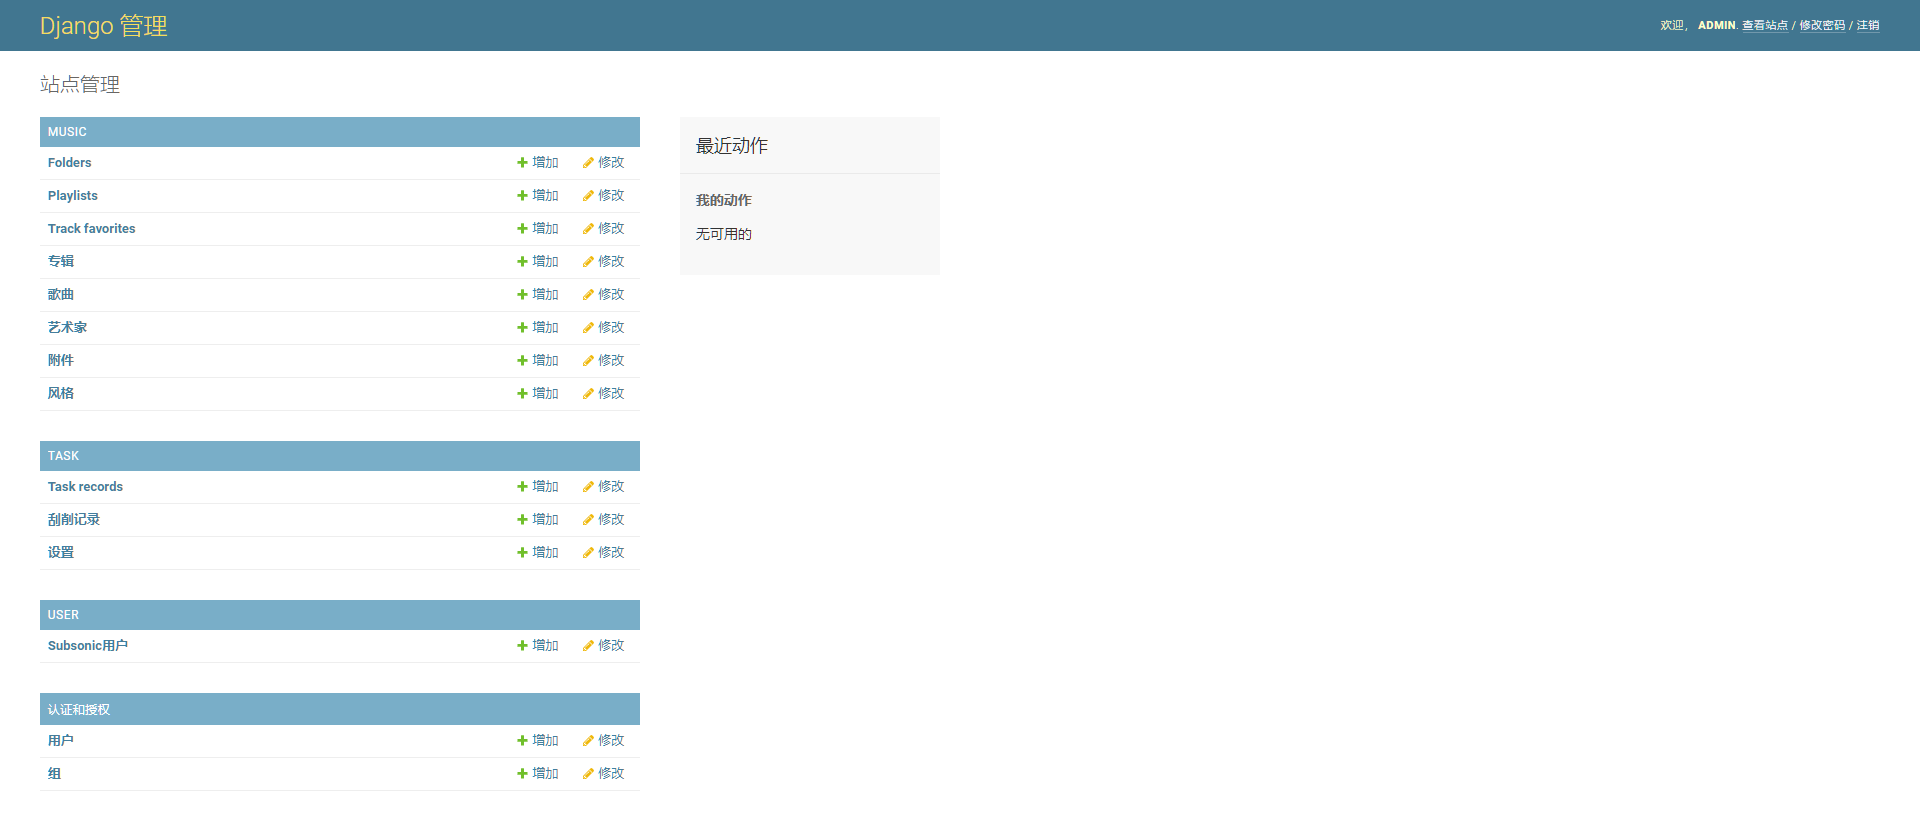 Django 管理
欢迎， ADMIN. 查看站点 / 修改密码 / 注销
站点管理
MUSIC
Folders 增加 修改
Playlists 增加 修改
Track favorites 增加 修改
专辑 增加 修改
歌曲 增加 修改
艺术家 增加 修改
附件 增加 修改
风格 增加 修改
TASK
Task records 增加 修改
刮削记录 增加 修改
设置 增加 修改
USER
Subsonic用户 增加 修改
认证和授权
用户 增加 修改
组 增加 修改
最近动作
我的动作
无可用的